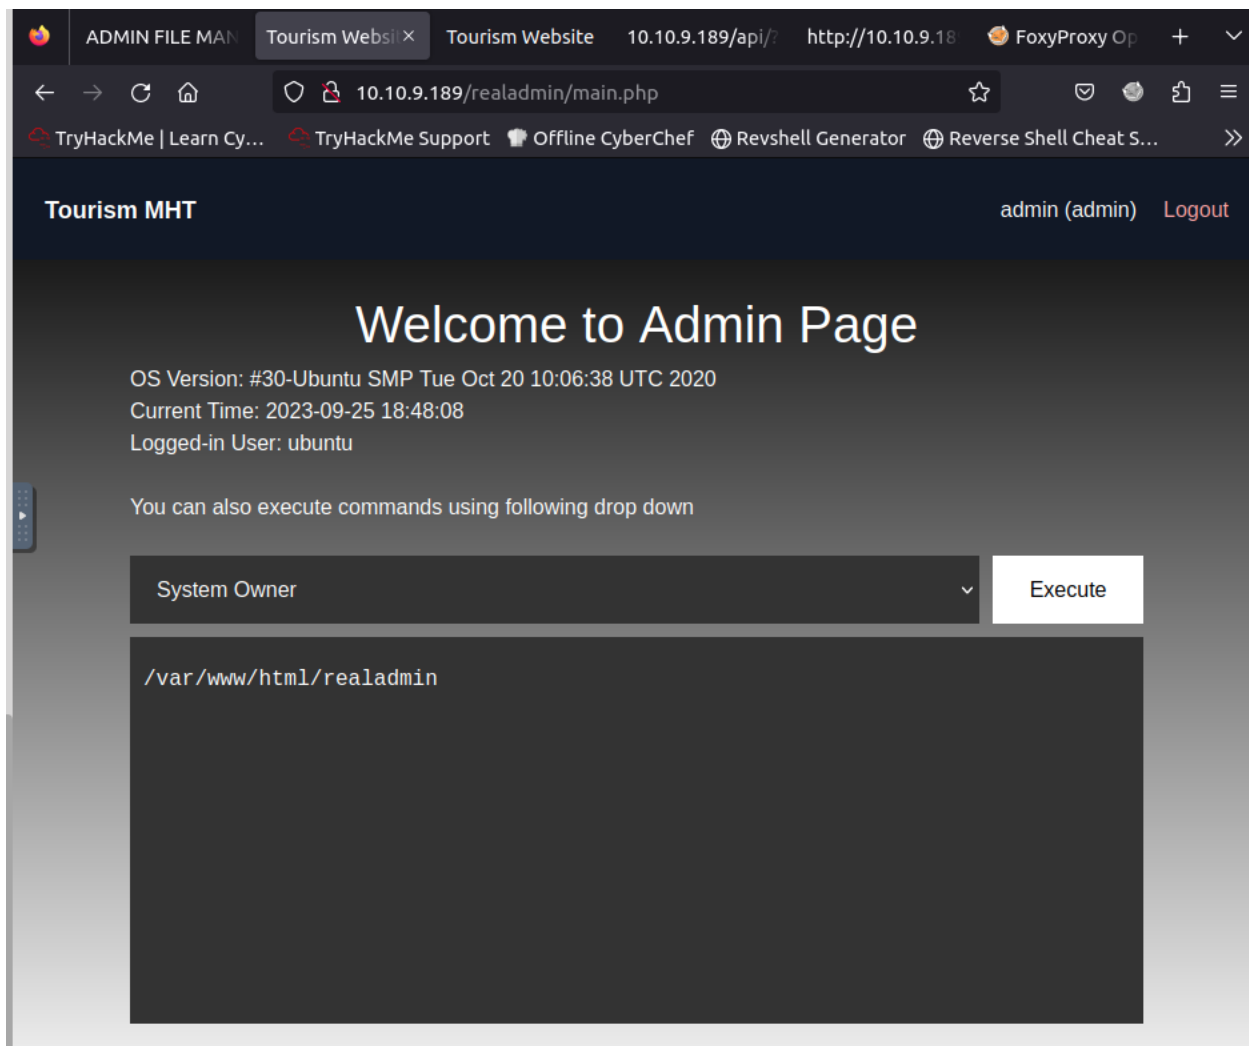 ADMIN FILE MAN
Tourism Websit
Tourism Website
10.10.9.189/api/?
http://10.10.9.18
FoxyProxy Op
10.10.9.189/realadmin/main.php
TryHackMe | Learn Cy...
TryHackMe Support
Offline CyberChef
Revshell Generator
Reverse Shell Cheat S...
Tourism MHT
admin (admin)
Logout
Welcome to Admin Page
OS Version: #30-Ubuntu SMP Tue Oct 20 10:06:38 UTC 2020
Current Time: 2023-09-25 18:48:08
Logged-in User: ubuntu
You can also execute commands using following drop down
System Owner
Execute
/var/www/html/realadmin